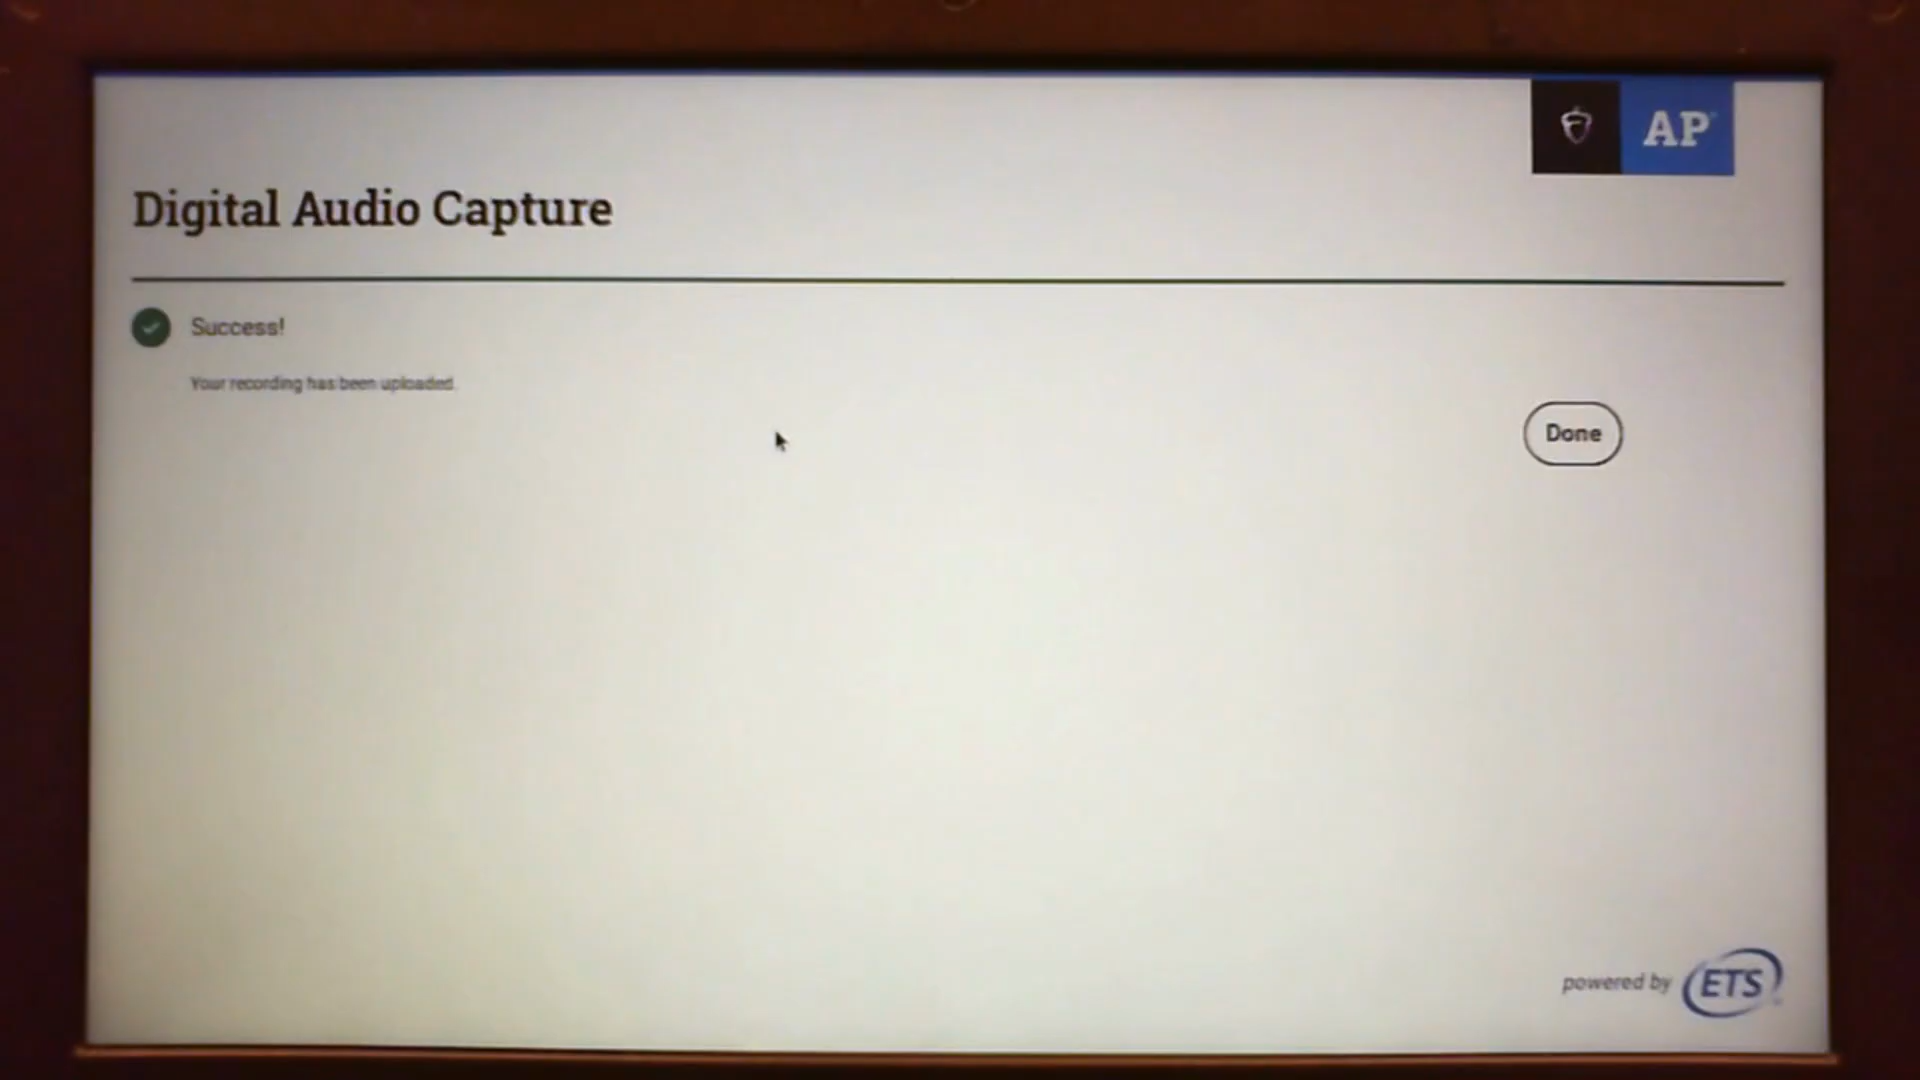 AP
Digital Audio Capture
Success!
Your recording has been uploaded.
Done
powered by ETS